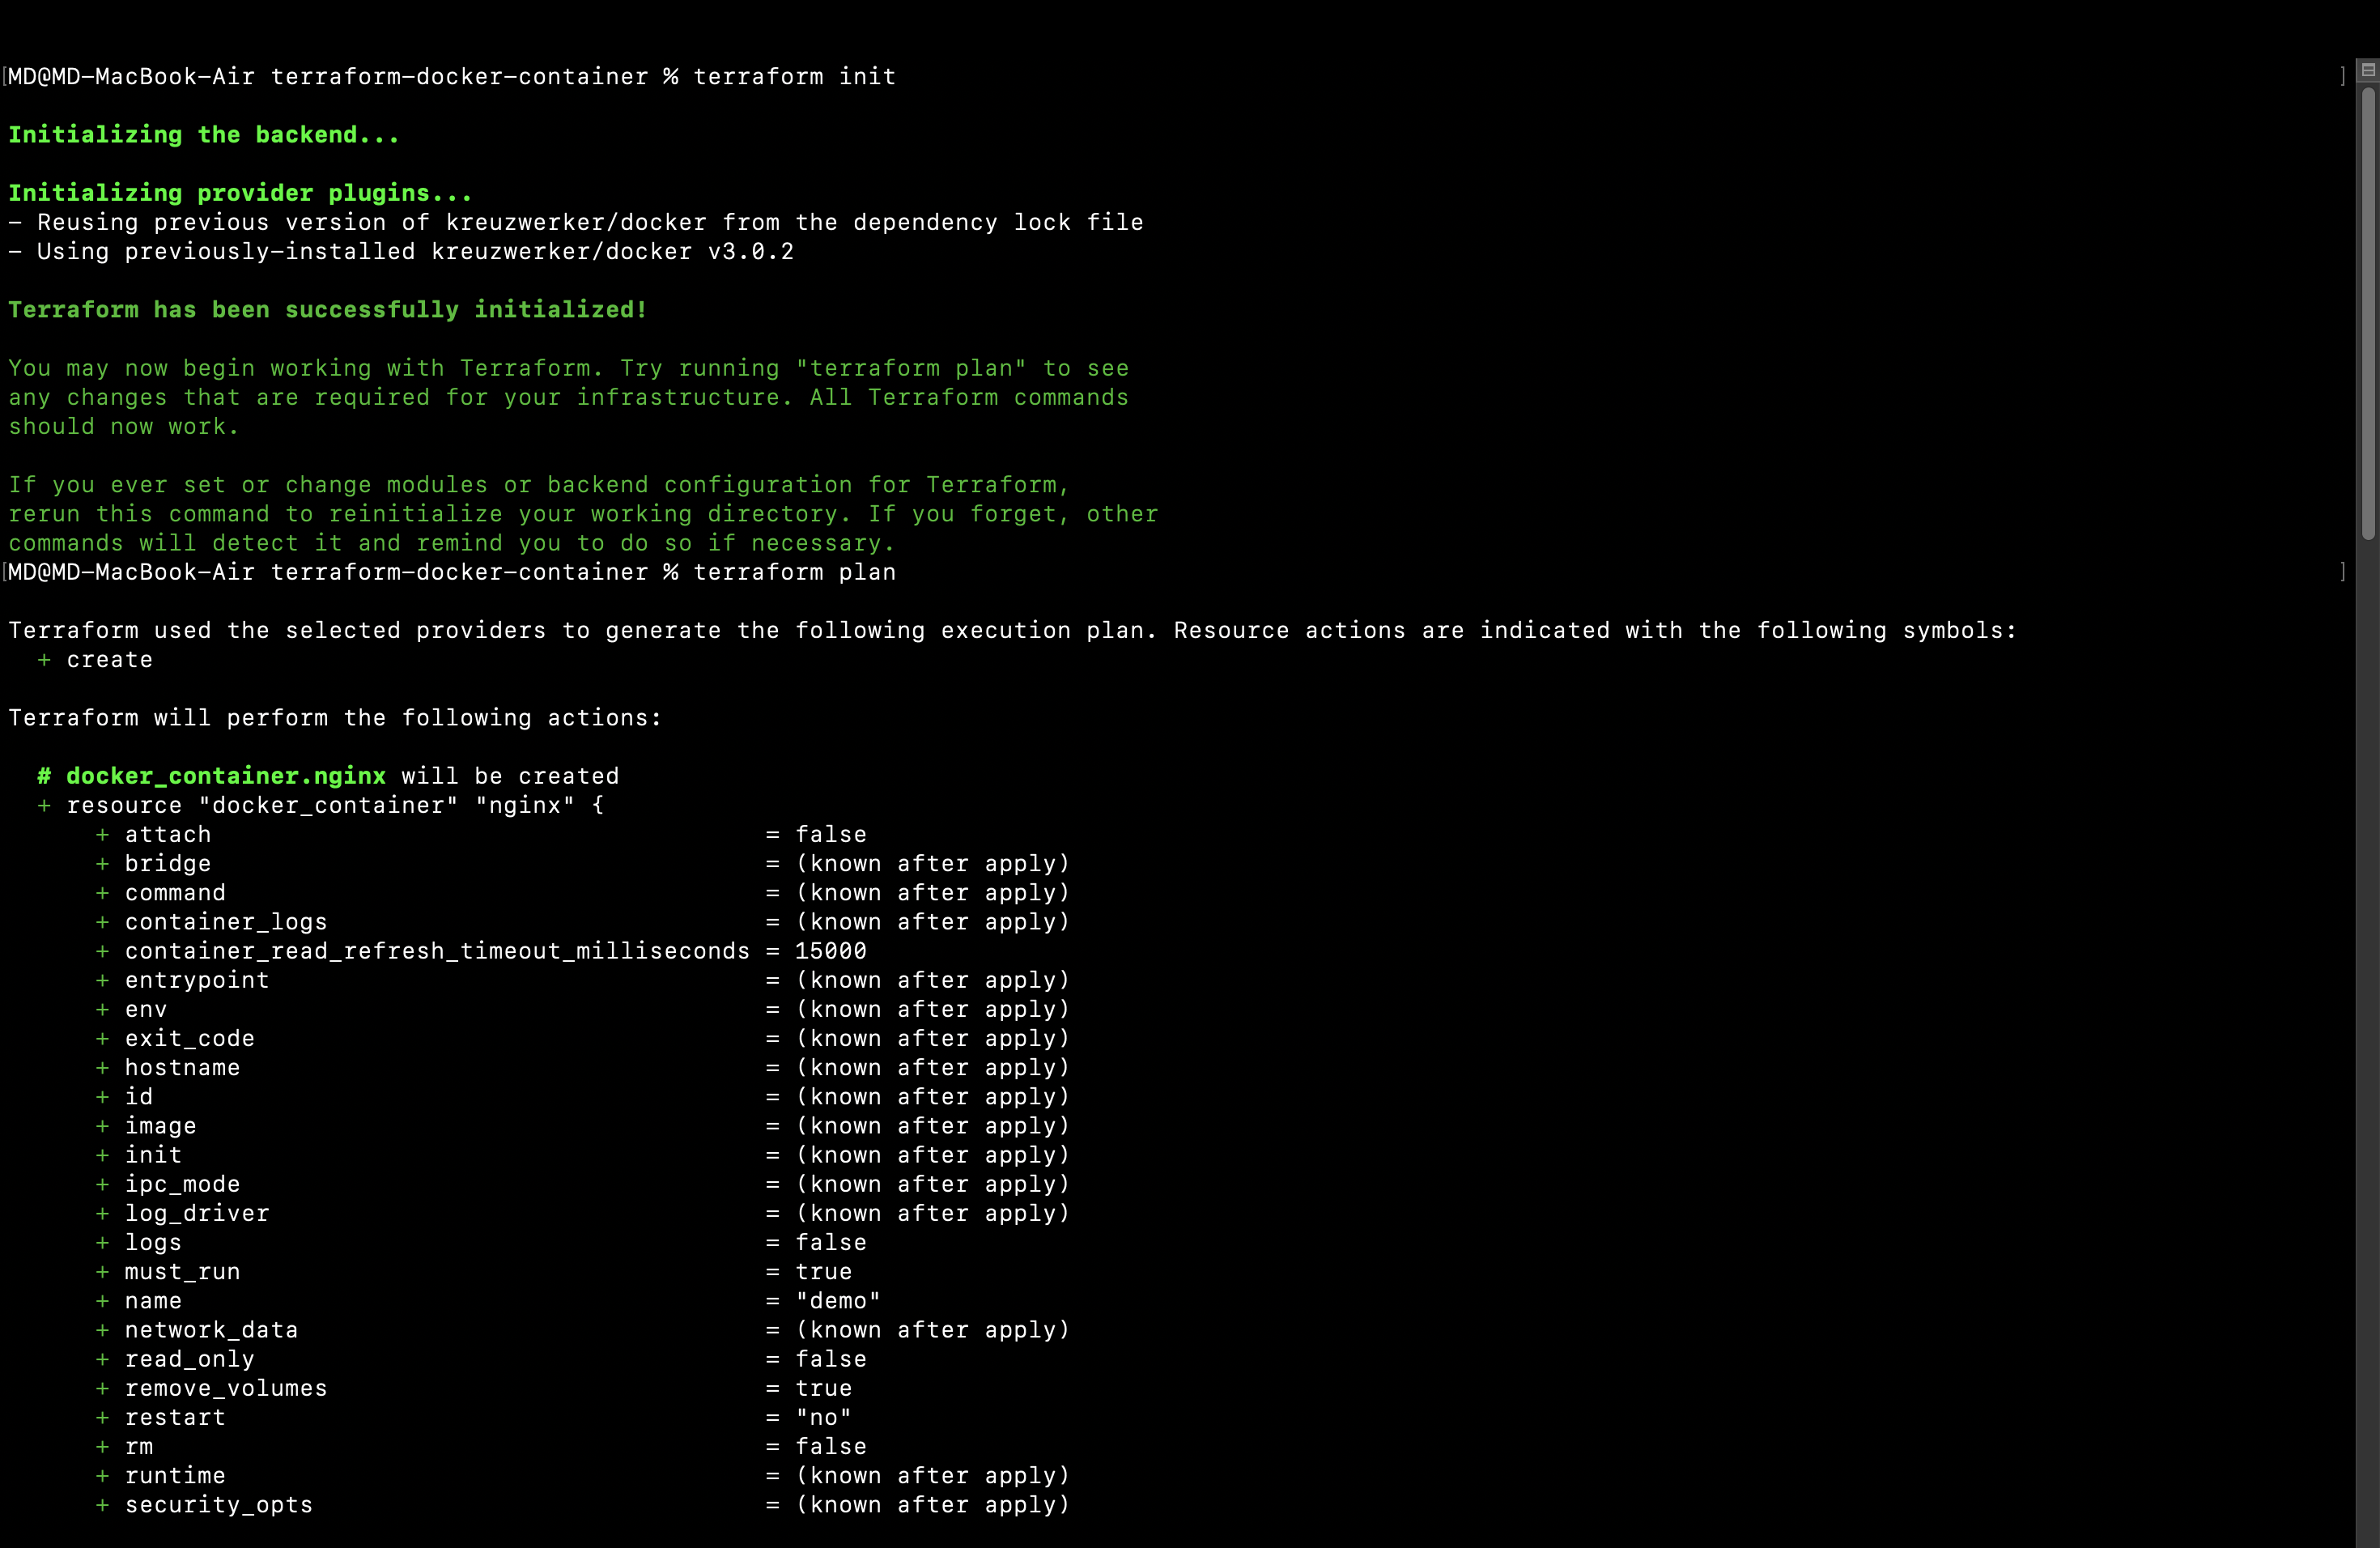 [MD@MD-MacBook-Air terraform-docker-container % terraform init ]
Initializing the backend...
Initializing provider plugins...
- Reusing previous version of kreuzwerker/docker from the dependency lock file
- Using previously-installed kreuzwerker/docker v3.0.2
Terraform has been successfully initialized!
You may now begin working with Terraform. Try running "terraform plan" to see
any changes that are required for your infrastructure. All Terraform commands
should now work.
If you ever set or change modules or backend configuration for Terraform,
rerun this command to reinitialize your working directory. If you forget, other
commands will detect it and remind you to do so if necessary.
[MD@MD-MacBook-Air terraform-docker-container % terraform plan ]
Terraform used the selected providers to generate the following execution plan. Resource actions are indicated with the following symbols:
  + create
Terraform will perform the following actions:
  # docker_container.nginx will be created
  + resource "docker_container" "nginx" {
      + attach                                      = false
      + bridge                                      = (known after apply)
      + command                                     = (known after apply)
      + container_logs                              = (known after apply)
      + container_read_refresh_timeout_milliseconds = 15000
      + entrypoint                                  = (known after apply)
      + env                                         = (known after apply)
      + exit_code                                   = (known after apply)
      + hostname                                    = (known after apply)
      + id                                          = (known after apply)
      + image                                       = (known after apply)
      + init                                        = (known after apply)
      + ipc_mode                                    = (known after apply)
      + log_driver                                  = (known after apply)
      + logs                                        = false
      + must_run                                    = true
      + name                                        = "demo"
      + network_data                                = (known after apply)
      + read_only                                   = false
      + remove_volumes                              = true
      + restart                                     = "no"
      + rm                                          = false
      + runtime                                     = (known after apply)
      + security_opts                               = (known after apply)